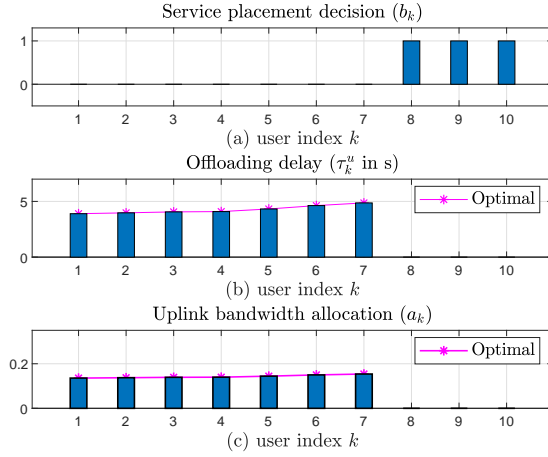 Service placement decision (b_k)
1
0
1 2 3 4 5 6 7 8 9 10
(a) user index k
Offloading delay (τ_k^u in s)
5
0
Optimal
1 2 3 4 5 6 7 8 9 10
(b) user index k
Uplink bandwidth allocation (a_k)
0.2
0
Optimal
1 2 3 4 5 6 7 8 9 10
(c) user index k